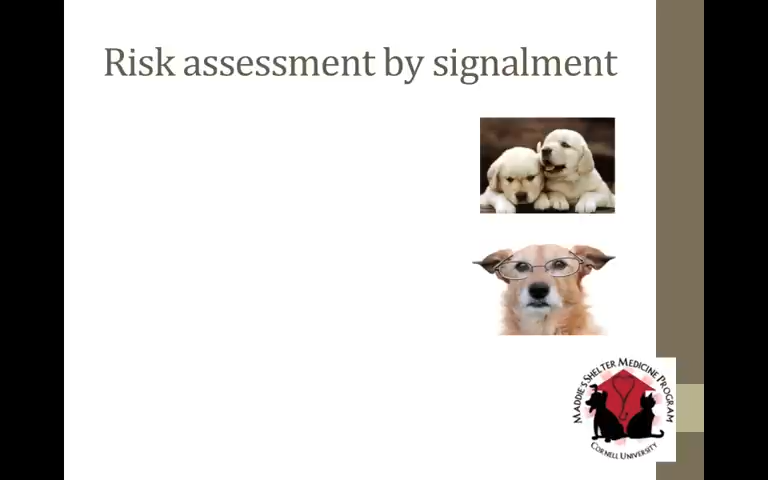 Risk assessment by signalment
MADDIE'S SHELTER MEDICINE PROGRAM
CORNELL UNIVERSITY